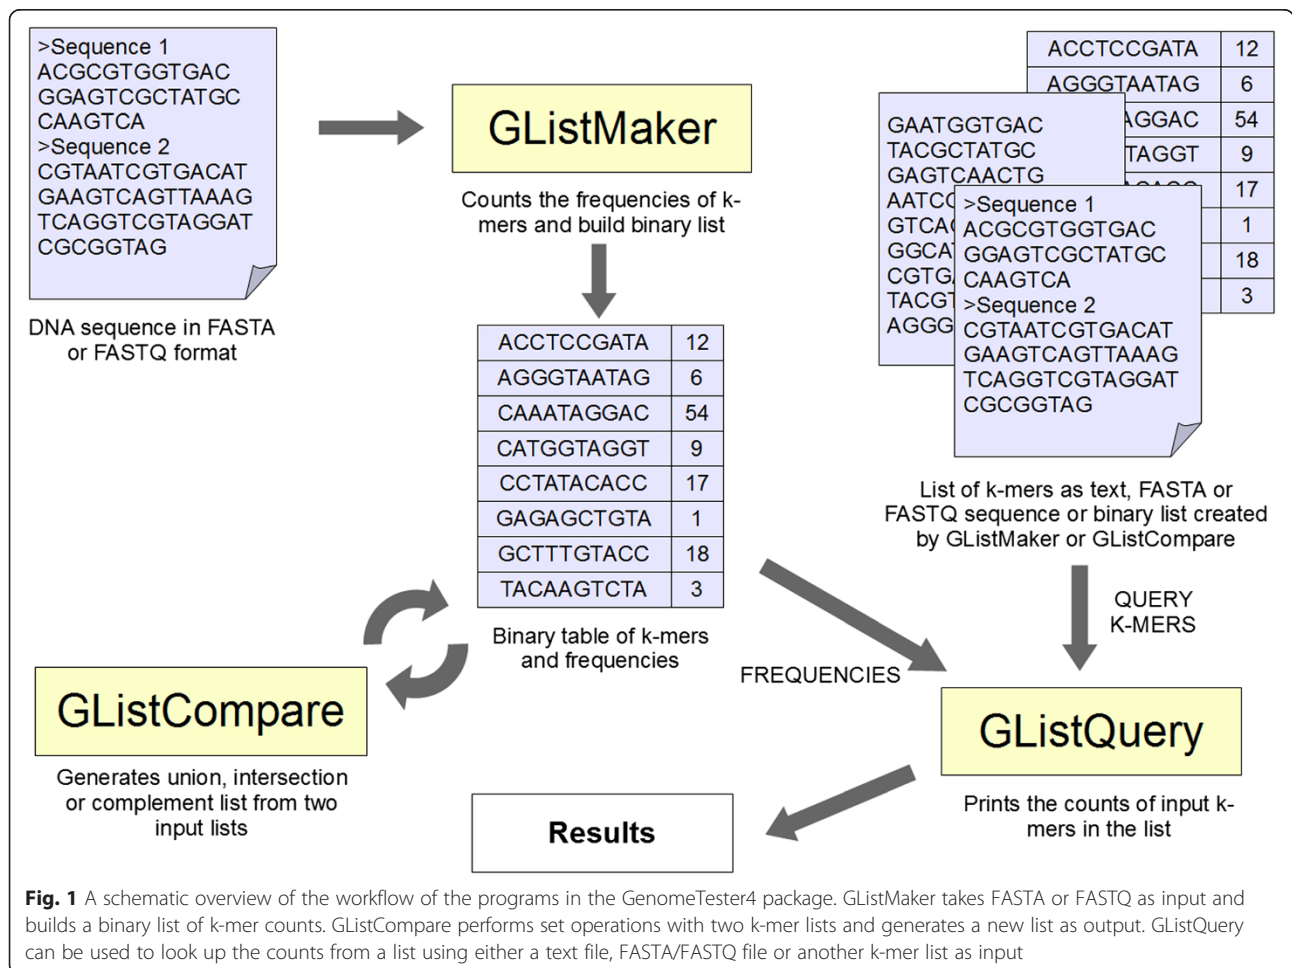 >Sequence 1
ACGCGTGGTGAC
GGAGTCGCTATGC
CAAGTCA
>Sequence 2
CGTAATCGTGACAT
GAAGTCAGTTAAAG
TCAGGTCGTAGGAT
CGCGGTAG
DNA sequence in FASTA
or FASTQ format
GListMaker
Counts the frequencies of k-
mers and build binary list
ACCTCCGATA 12
AGGGTAATAG 6
CAAATAGGAC 54
CATGGTAGGT 9
CCTATACACC 17
GAGAGCTGTA 1
GCTTTGTACC 18
TACAAGTCTA 3
Binary table of k-mers
and frequencies
GListCompare
Generates union, intersection
or complement list from two
input lists
ACCTCCGATA 12
AGGGTAATAG 6
AGGAC 54
TAGGT 9
17
1
18
3
GAATGGTGAC
TACGCTATGC
GAGTCAACTG
AATCC
GTCAC
GGCAT
CGTGA
TACGT
AGGG
>Sequence 1
ACGCGTGGTGAC
GGAGTCGCTATGC
CAAGTCA
>Sequence 2
CGTAATCGTGACAT
GAAGTCAGTTAAAG
TCAGGTCGTAGGAT
CGCGGTAG
List of k-mers as text, FASTA or
FASTQ sequence or binary list created
by GListMaker or GListCompare
QUERY
K-MERS
FREQUENCIES
GListQuery
Prints the counts of input k-
mers in the list
Results
Fig. 1 A schematic overview of the workflow of the programs in the GenomeTester4 package. GListMaker takes FASTA or FASTQ as input and
builds a binary list of k-mer counts. GListCompare performs set operations with two k-mer lists and generates a new list as output. GListQuery
can be used to look up the counts from a list using either a text file, FASTA/FASTQ file or another k-mer list as input